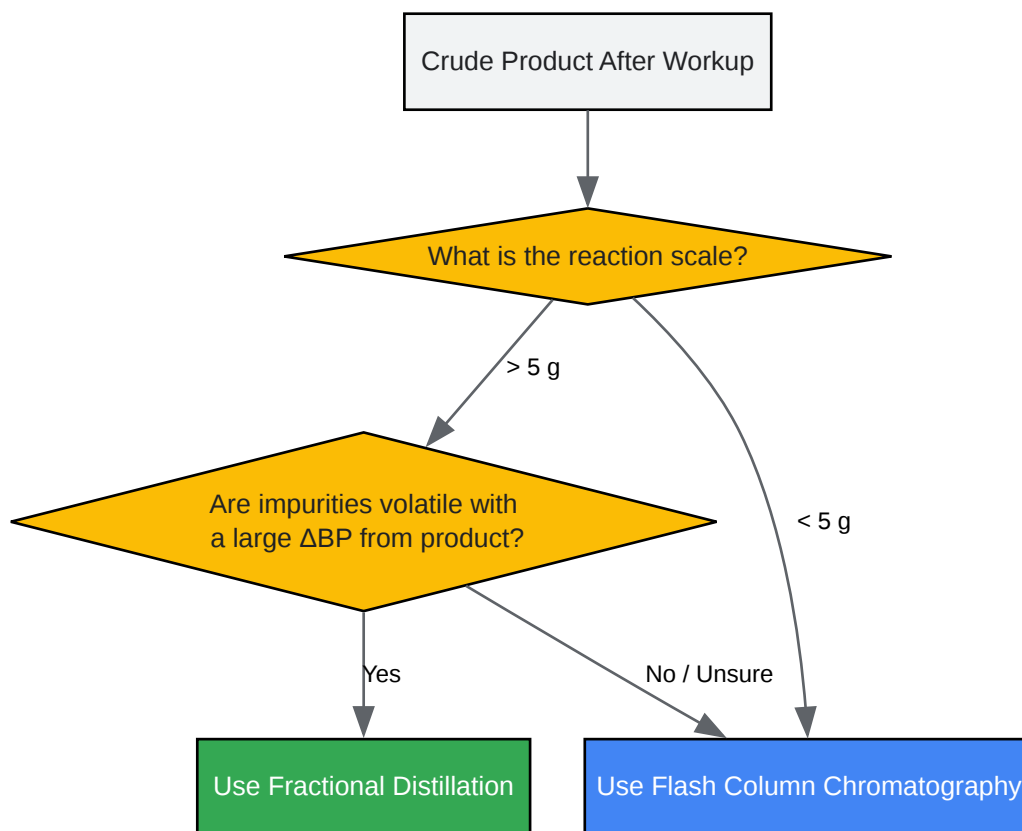 Crude Product After Workup
What is the reaction scale?
> 5 g
Are impurities volatile with
a large ΔBP from product?
< 5 g
Yes
No / Unsure
Use Fractional Distillation
Use Flash Column Chromatography